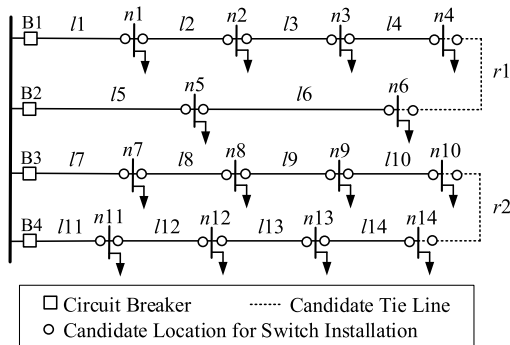 B1 l1 n1 l2 n2 l3 n3 l4 n4
r1
B2 l5 n5 l6 n6
B3 l7 n7 l8 n8 l9 n9 l10 n10
r2
B4 l11 n11 l12 n12 l13 n13 l14 n14
Circuit Breaker Candidate Tie Line
Candidate Location for Switch Installation